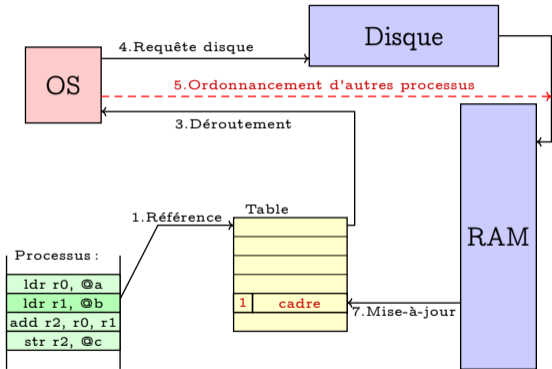 4.Requête disque
Disque
OS
5.Ordonnancement d'autres processus
3.Déroutement
1.Référence
Table
RAM
Processus :
ldr r0, @a
ldr r1, @b
add r2, r0, r1
str r2, @c
1 cadre
7.Mise-à-jour